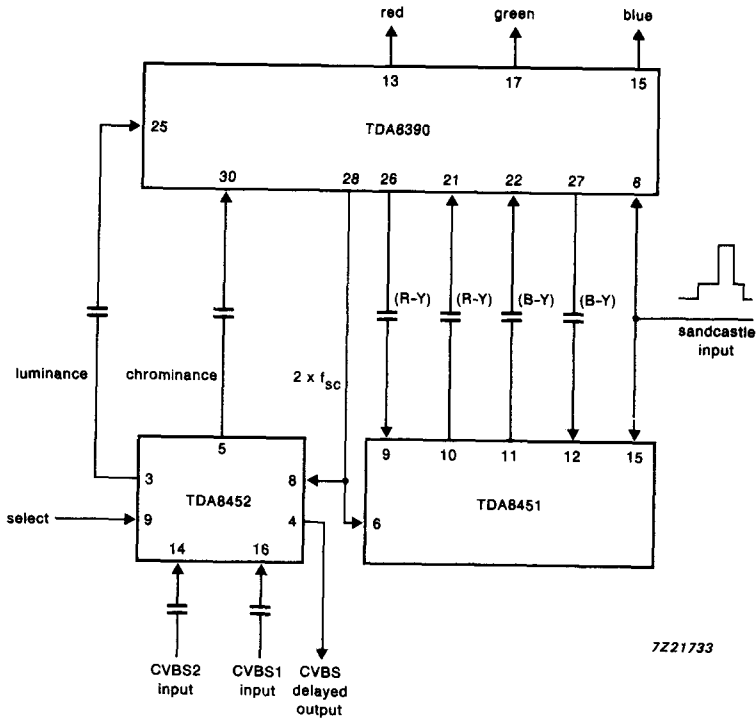 red green blue
13 17 15
25 TDA8390
30 28 26 21 22 27 8
(R-Y) (R-Y) (B-Y) (B-Y)
sandcastle
input
luminance chrominance 2 x fsc
5 9 10 11 12 15
3 8
TDA8452 TDA8451
select 9 4 6
14 16
CVBS2
input
CVBS1
input
CVBS
delayed
output
7Z21733